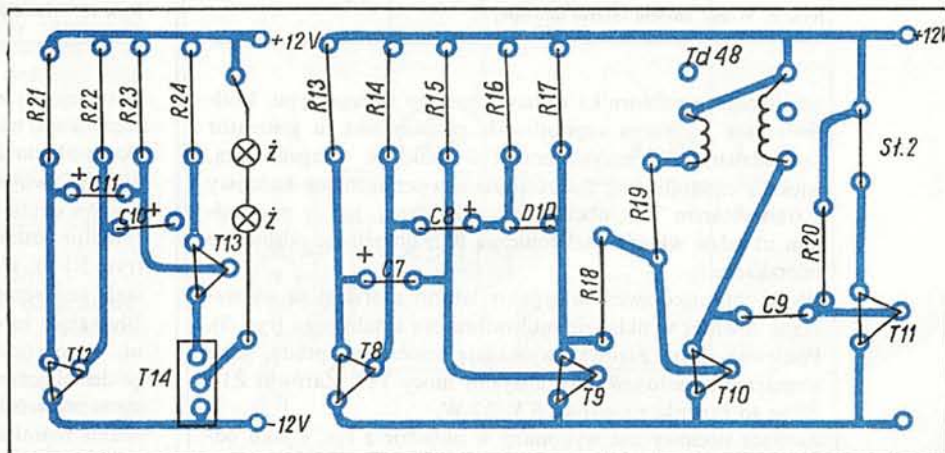 +12V
+12V
Td 48
R21
R22
R23
R24
R13
R14
R15
R16
R17
ż
St.2
+
C11
C10
+
ż
C8
+
D10
R19
R20
T13
+
C7
R18
C9
T11
T12
T14
T8
T9
T10
-12V